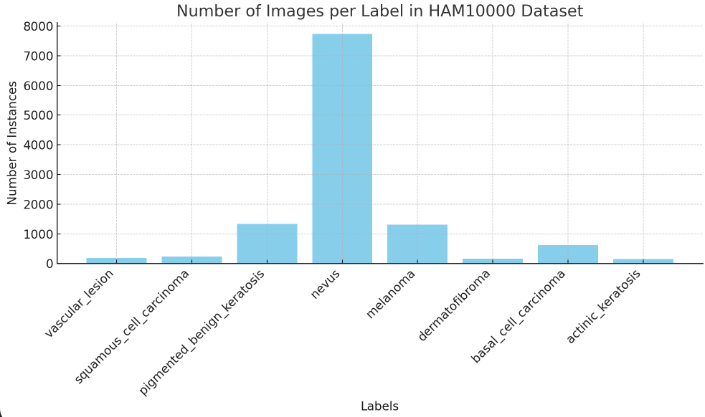 Number of Images per Label in HAM10000 Dataset
8000
7000
6000
5000
4000
3000
2000
1000
0
Number of Instances
vascular_lesion
squamous_cell_carcinoma
pigmented_benign_keratosis
nevus
melanoma
dermatofibroma
basal_cell_carcinoma
actinic_keratosis
Labels